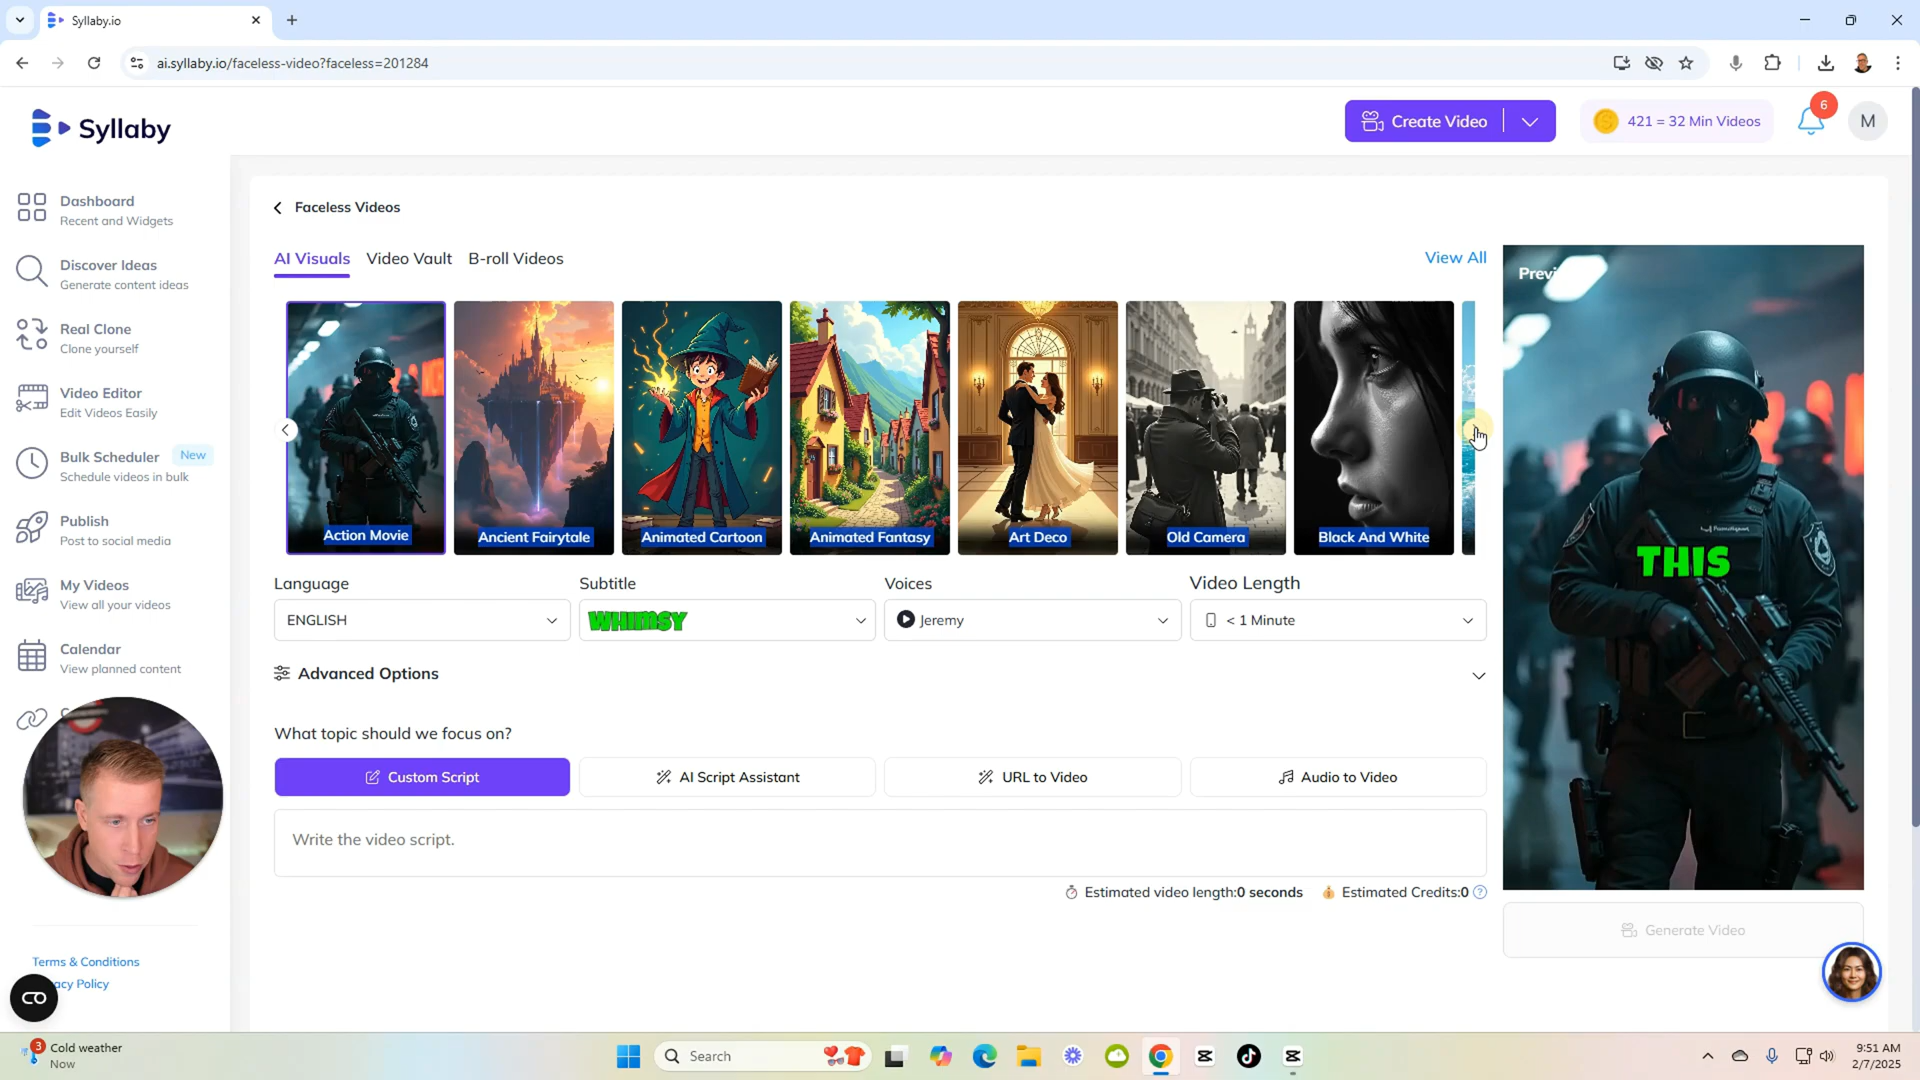 Syllaby.io
ai.syllaby.io/faceless-video?faceless=201284
Syllaby
Create Video
421 = 32 Min Videos
6
M
Dashboard
Recent and Widgets
Discover Ideas
Generate content ideas
Real Clone
Clone yourself
Video Editor
Edit Videos Easily
Bulk Scheduler
New
Schedule videos in bulk
Publish
Post to social media
My Videos
View all your videos
Calendar
View planned content
Terms & Conditions
acy Policy
Faceless Videos
AI Visuals
Video Vault
B-roll Videos
View All
Action Movie
Ancient Fairytale
Animated Cartoon
Animated Fantasy
Art Deco
Old Camera
Black And White
Language
Subtitle
Voices
Video Length
ENGLISH
WHIMSY
Jeremy
< 1 Minute
Advanced Options
What topic should we focus on?
Custom Script
AI Script Assistant
URL to Video
Audio to Video
Write the video script.
Estimated video length:0 seconds
Estimated Credits:0
Previ
THIS
Generate Video
3
Cold weather
Now
Search
9:51 AM
2/7/2025